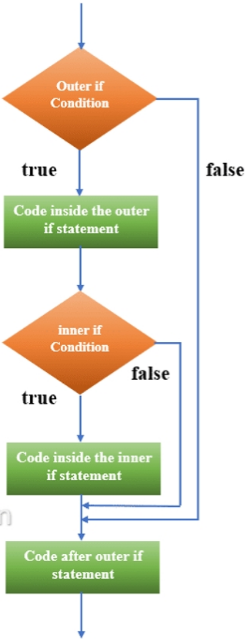 Outer if
Condition
true
false
Code inside the outer
if statement
inner if
Condition
false
true
Code inside the inner
if statement
n
Code after outer if
statement